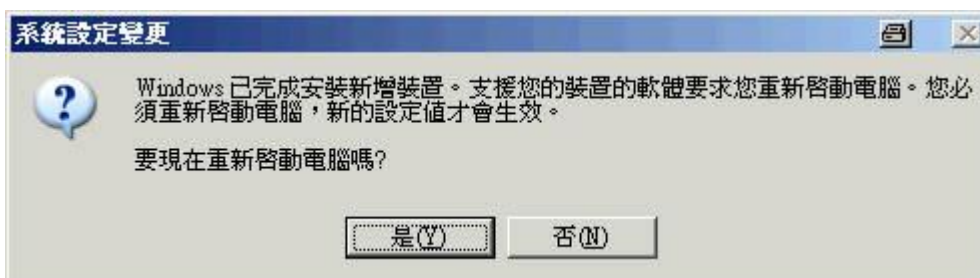 系統設定變更
Windows 已完成安裝新增裝置。支援您的裝置的軟體要求您重新啓動電腦。您必
須重新啓動電腦，新的設定值才會生效。
要現在重新啓動電腦嗎?
是(Y) 否(N)